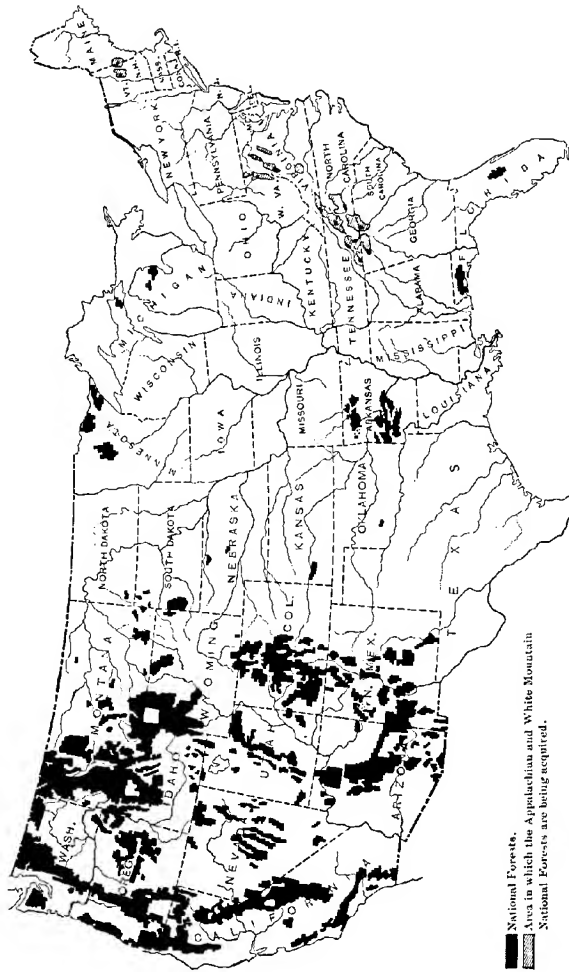 WASH.
MONTANA
NORTH DAKOTA
MINNESOTA
WISCONSIN
MICHIGAN
NEW YORK
VT.
N.H.
MAINE
MASS.
CON.
R.I.
OREG
IDAHO
WYOMING
SOUTH DAKOTA
IOWA
NEBRASKA
ILLINOIS
INDIANA
OHIO
PENNSYLVANIA
N.J.
MD.
DEL.
W. VA.
VIRGINIA
CALIFORNIA
NEV.
UTAH
COL
KANSAS
MISSOURI
KENTUCKY
TENNESSEE
NORTH
CAROLINA
SOUTH
CAROLINA
ARIZONA
N. MEX.
OKLAHOMA
ARKANSAS
TEXAS
LOUISIANA
MISSISSIPPI
ALABAMA
GEORGIA
FLORIDA
National Forests.
Area in which the Appalachian and White Mountain
National Forests are being acquired.